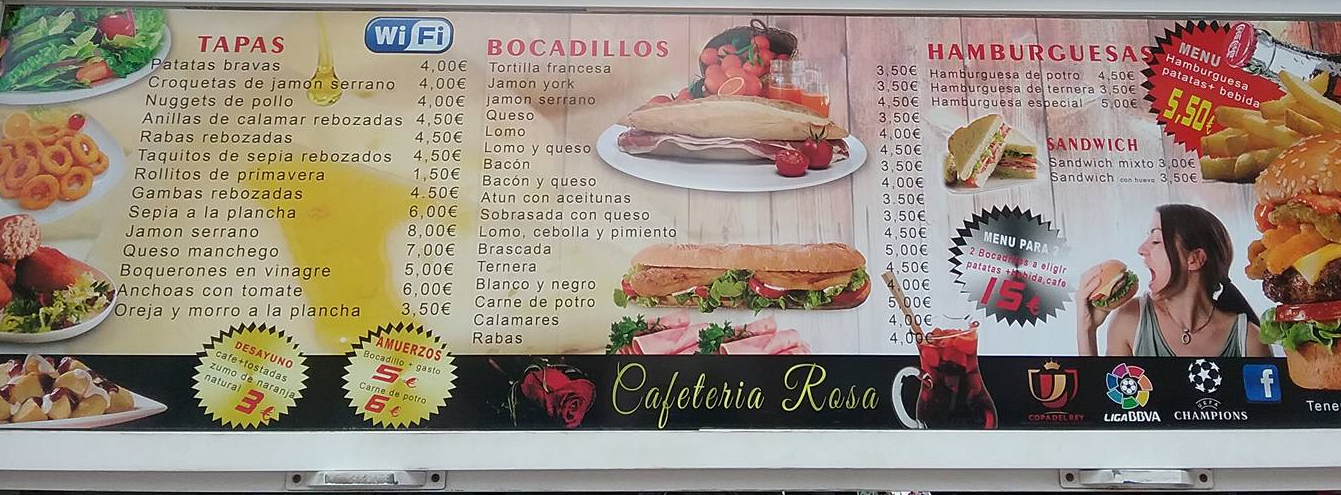 TAPAS
Wi Fi
Patatas bravas 4,00€
Croquetas de jamon serrano 4,00€
Nuggets de pollo 4,00€
Anillas de calamar rebozadas 4,50€
Rabas rebozadas 4,50€
Taquitos de sepia rebozados 4,50€
Rollitos de primavera 1,50€
Gambas rebozadas 4.50€
Sepia a la plancha 6,00€
Jamon serrano 8,00€
Queso manchego 7,00€
Boquerones en vinagre 5,00€
Anchoas con tomate 6,00€
Oreja y morro a la plancha 3,50€
DESAYUNO
cafe+tostadas
zumo de naranja
natural
3€
AMUERZOS
Bocadillo + gasto
5€
Carne de potro
6€
BOCADILLOS
Tortilla francesa 3,50€
Jamon york 3,50€
jamon serrano 4,50€
Queso 3,50€
Lomo 4,00€
Lomo y queso 4,50€
Bacón 3,50€
Bacón y queso 4,00€
Atun con aceitunas 3.50€
Sobrasada con queso 3,50€
Lomo, cebolla y pimiento 4,50€
Brascada 5,00€
Ternera 4,50€
Blanco y negro 4,00€
Carne de potro 5,00€
Calamares 4,00€
Rabas 4,00€
Cafeteria Rosa
HAMBURGUESAS
Hamburguesa de potro 4,50€
Hamburguesa de ternera 3,50€
Hamburguesa especial 5,00€
MENU
Hamburguesa
patatas+ bebida
5,50€
SANDWICH
Sandwich mixto 3,00€
Sandwich con huevo 3,50€
MENU PARA 2
2 Bocadillos a eligir
patatas +bebida,cafe
15€
COPA DEL REY
LIGA BBVA
UEFA
CHAMPIONS
f
Tene